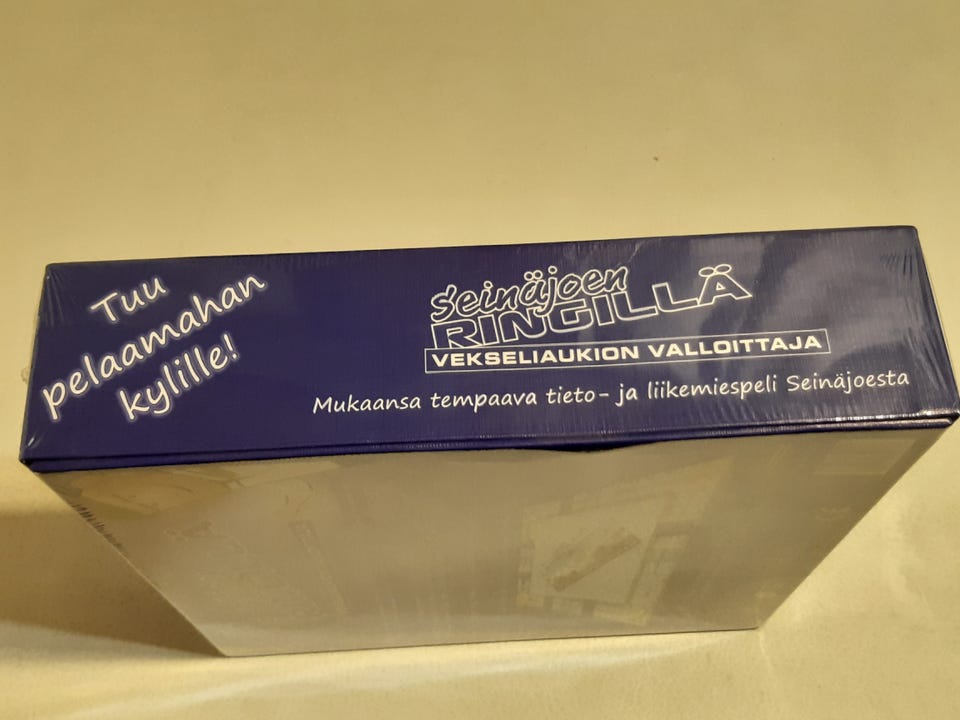 Tuu
pelaamahan
kylille!
Seinäjoen
RINGILLÄ
VEKSELIAUKION VALLOITTAJA
Mukaansa tempaava tieto- ja liikemiespeli Seinäjoesta